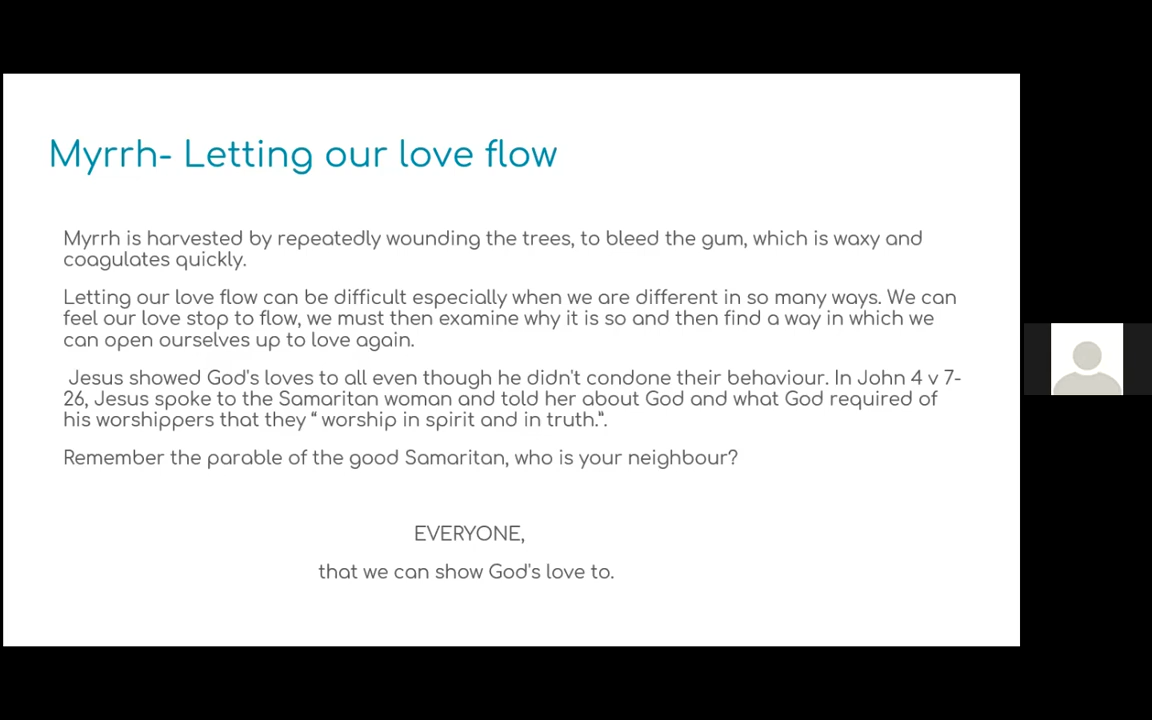 Myrrh- Letting our love flow
Myrrh is harvested by repeatedly wounding the trees, to bleed the gum, which is waxy and
coagulates quickly.
Letting our love flow can be difficult especially when we are different in so many ways. We can
feel our love stop to flow, we must then examine why it is so and then find a way in which we
can open ourselves up to love again.
Jesus showed God's loves to all even though he didn't condone their behaviour. In John 4 v 7-
26, Jesus spoke to the Samaritan woman and told her about God and what God required of
his worshippers that they “ worship in spirit and in truth.”.
Remember the parable of the good Samaritan, who is your neighbour?
EVERYONE,
that we can show God's love to.